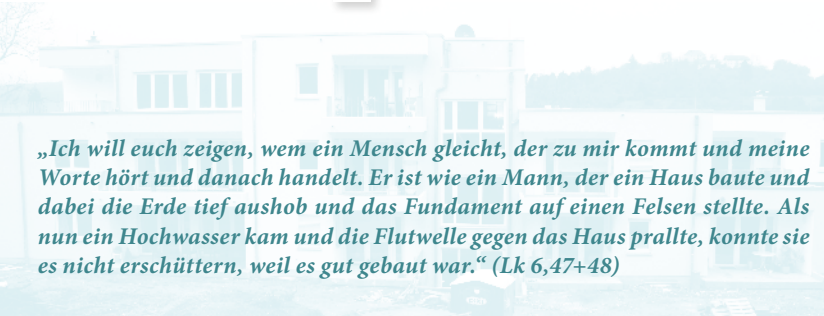 „Ich will euch zeigen, wem ein Mensch gleicht, der zu mir kommt und meine
Worte hört und danach handelt. Er ist wie ein Mann, der ein Haus baute und
dabei die Erde tief aushob und das Fundament auf einen Felsen stellte. Als
nun ein Hochwasser kam und die Flutwelle gegen das Haus prallte, konnte sie
es nicht erschüttern, weil es gut gebaut war.“ (Lk 6,47+48)